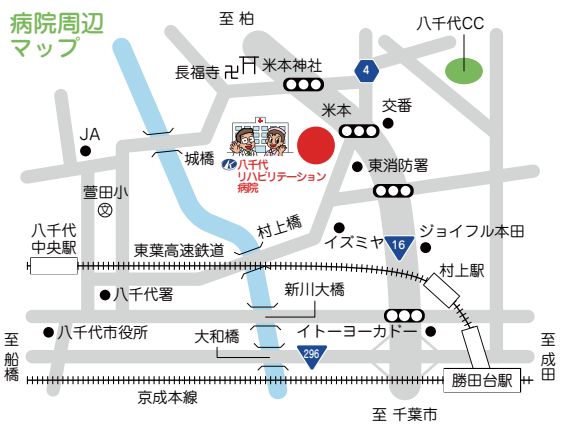 病院周辺
マップ
至 柏
八千代CC
長福寺 卍
米本神社
4
米本
交番
JA
城橋
K 八千代
リハビリテーション
病院
東消防署
萱田小
文
八千代
中央駅
村上橋
東葉高速鉄道
イズミヤ
16
ジョイフル本田
村上駅
八千代署
新川大橋
八千代市役所
大和橋
イトーヨーカドー
至船橋
296
至成田
勝田台駅
京成本線
至 千葉市